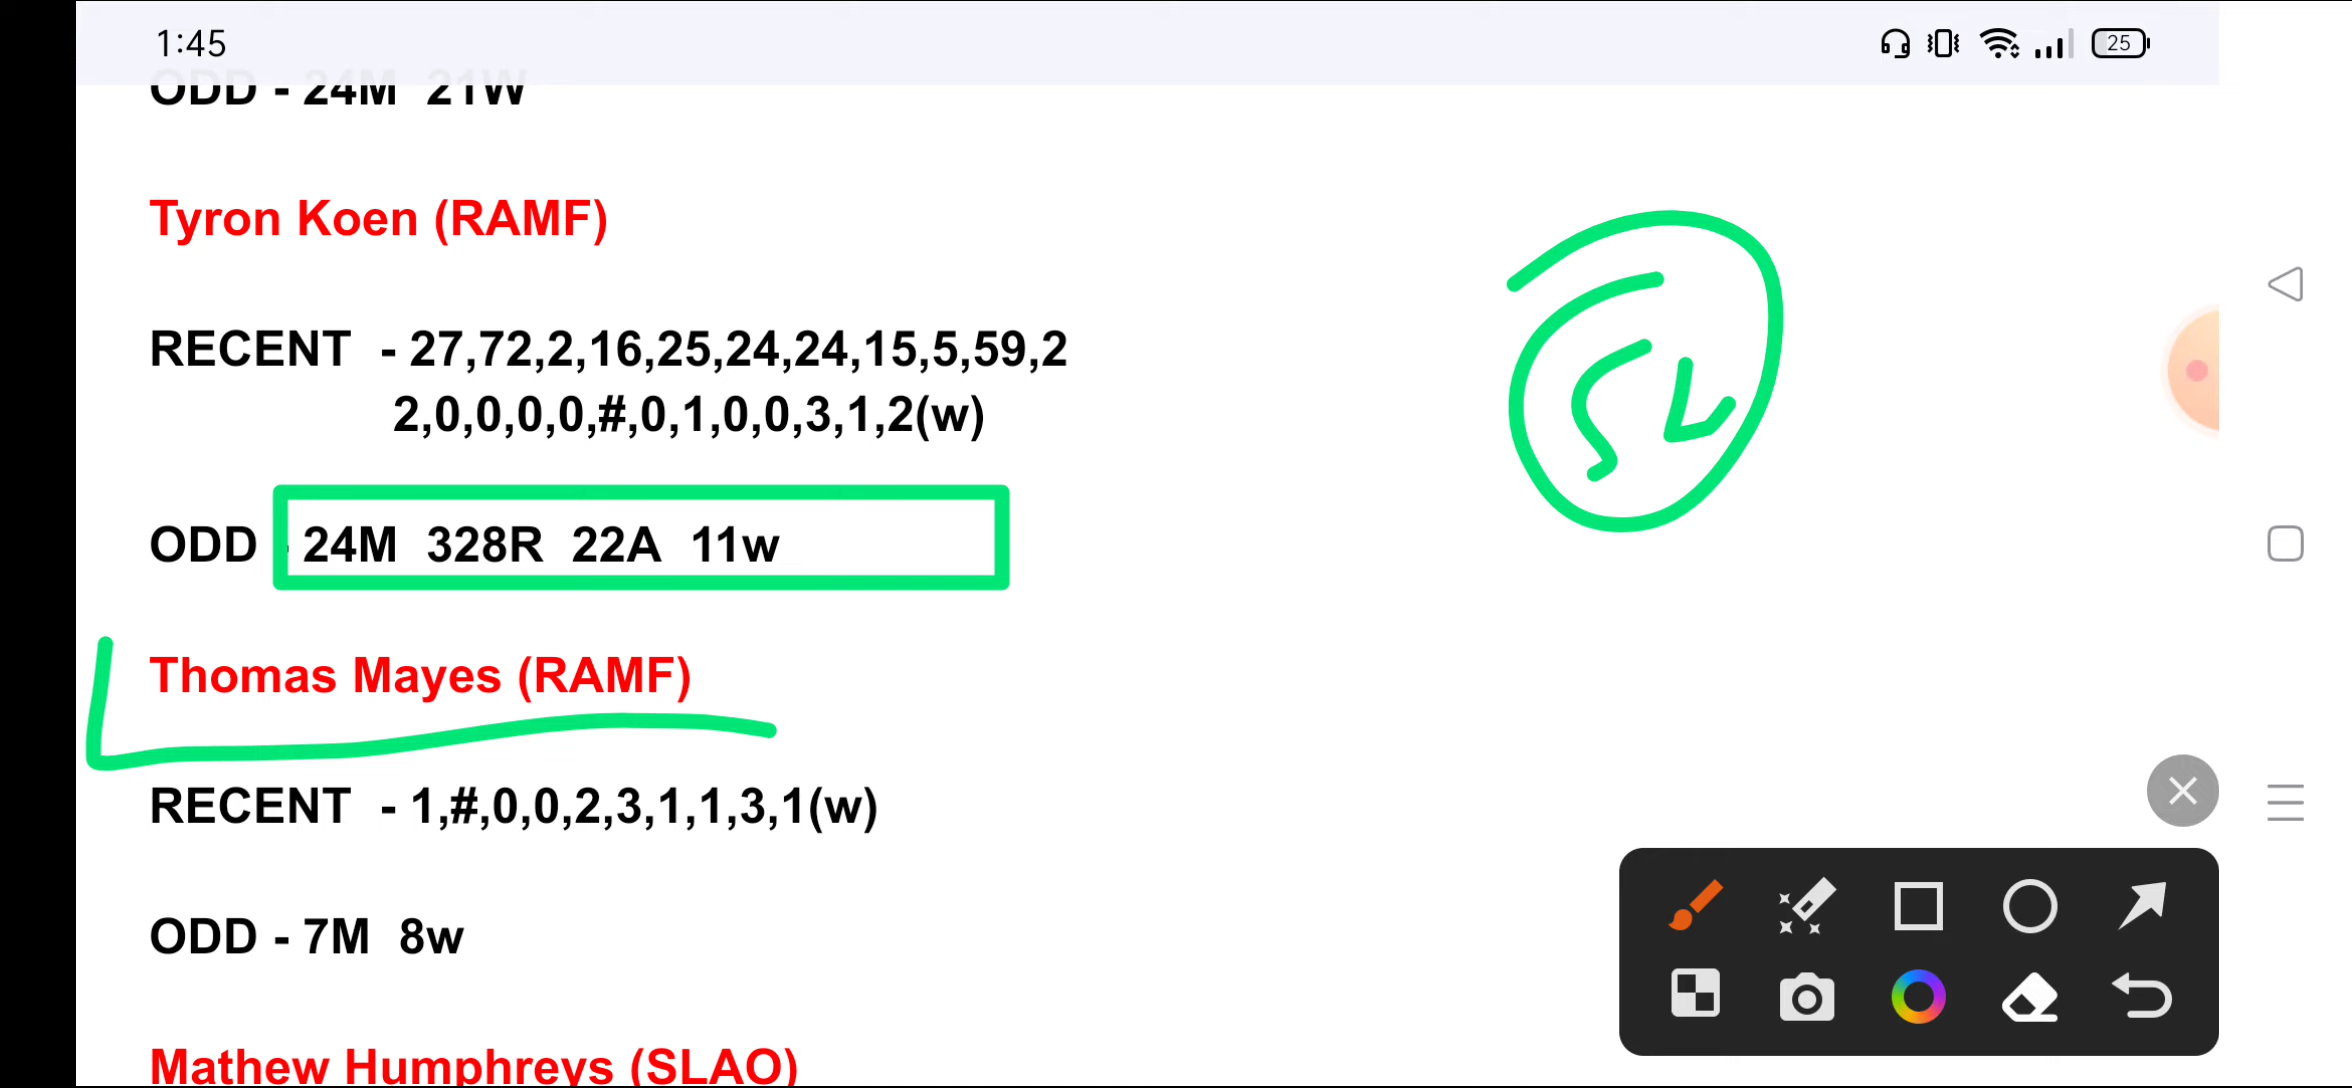 1:45
25
ODD - 24M 21W
Tyron Koen (RAMF)
RECENT - 27,72,2,16,25,24,24,15,5,59,2
2,0,0,0,0,#,0,1,0,0,3,1,2(w)
ODD - 24M 328R 22A 11w
Thomas Mayes (RAMF)
RECENT - 1,#,0,0,2,3,1,1,3,1(w)
ODD - 7M 8w
Mathew Humphreys (SLAO)